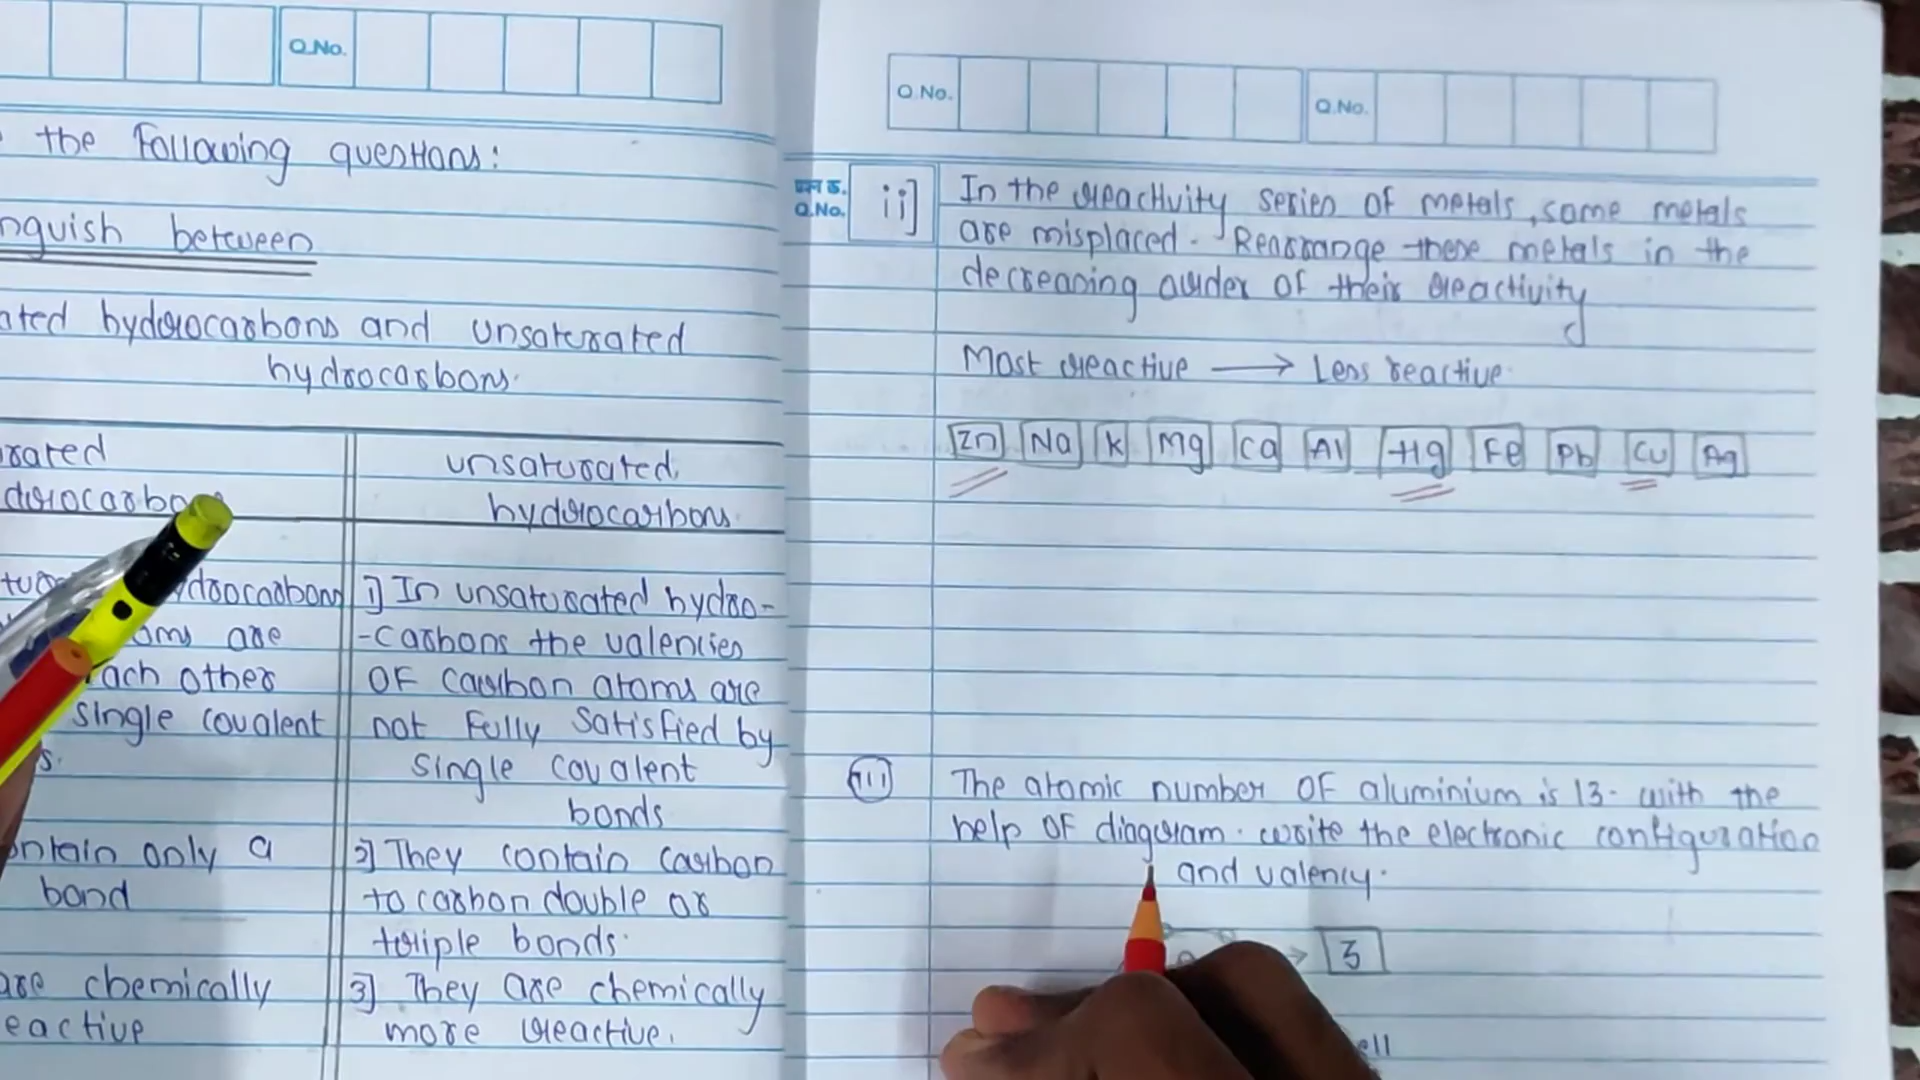 Q.No.
the Following questions:
nguish between
ated hydrocarbons and unsaturated
hydrocarbons.
rated
drocarbons
unsaturated
hydrocarbons.
drocarbons
oms are
ach other
single covalent
s.
1] In unsaturated hydro-
-carbons the valencies
OF carbon atoms are
not Fully Satisfied by
single covalent
bonds
ntain only a
bond
2] They contain carbon
to carbon double or
triple bonds.
are chemically
eactive
3] They are chemically
more reactive.
Q.No. Q.No.
प्रश्न क्र.
Q.No.
ii] In the reactivity series of metals, some metals
are misplaced. Rearrange these metals in the
decreasing order of their reactivity
Most reactive → Less reactive.
Zn Na K Mg Ca Al Hg Fe Pb Cu Ag
iii The atomic number OF aluminium is 13. with the
help OF diagram. write the electronic configuration
and valency.
→ 3
ell